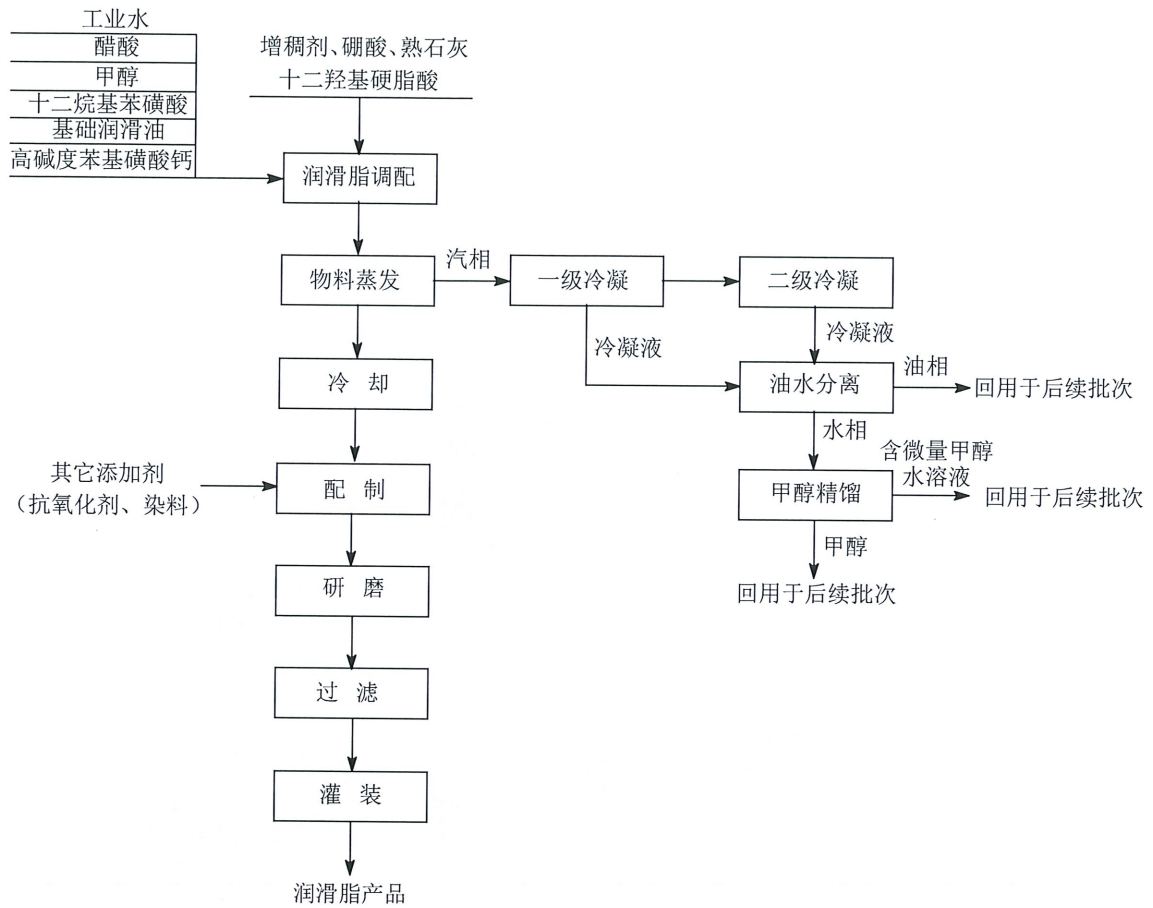 工业水
醋酸
甲醇
十二烷基苯磺酸
基础润滑油
高碱度苯基磺酸钙
增稠剂、硼酸、熟石灰
十二羟基硬脂酸
润滑脂调配
物料蒸发
汽相
一级冷凝
二级冷凝
冷凝液
冷凝液
冷 却
油水分离
油相
回用于后续批次
水相
含微量甲醇
水溶液
其它添加剂
（抗氧化剂、染料）
配 制
甲醇精馏
回用于后续批次
甲醇
回用于后续批次
研 磨
过 滤
灌 装
润滑脂产品